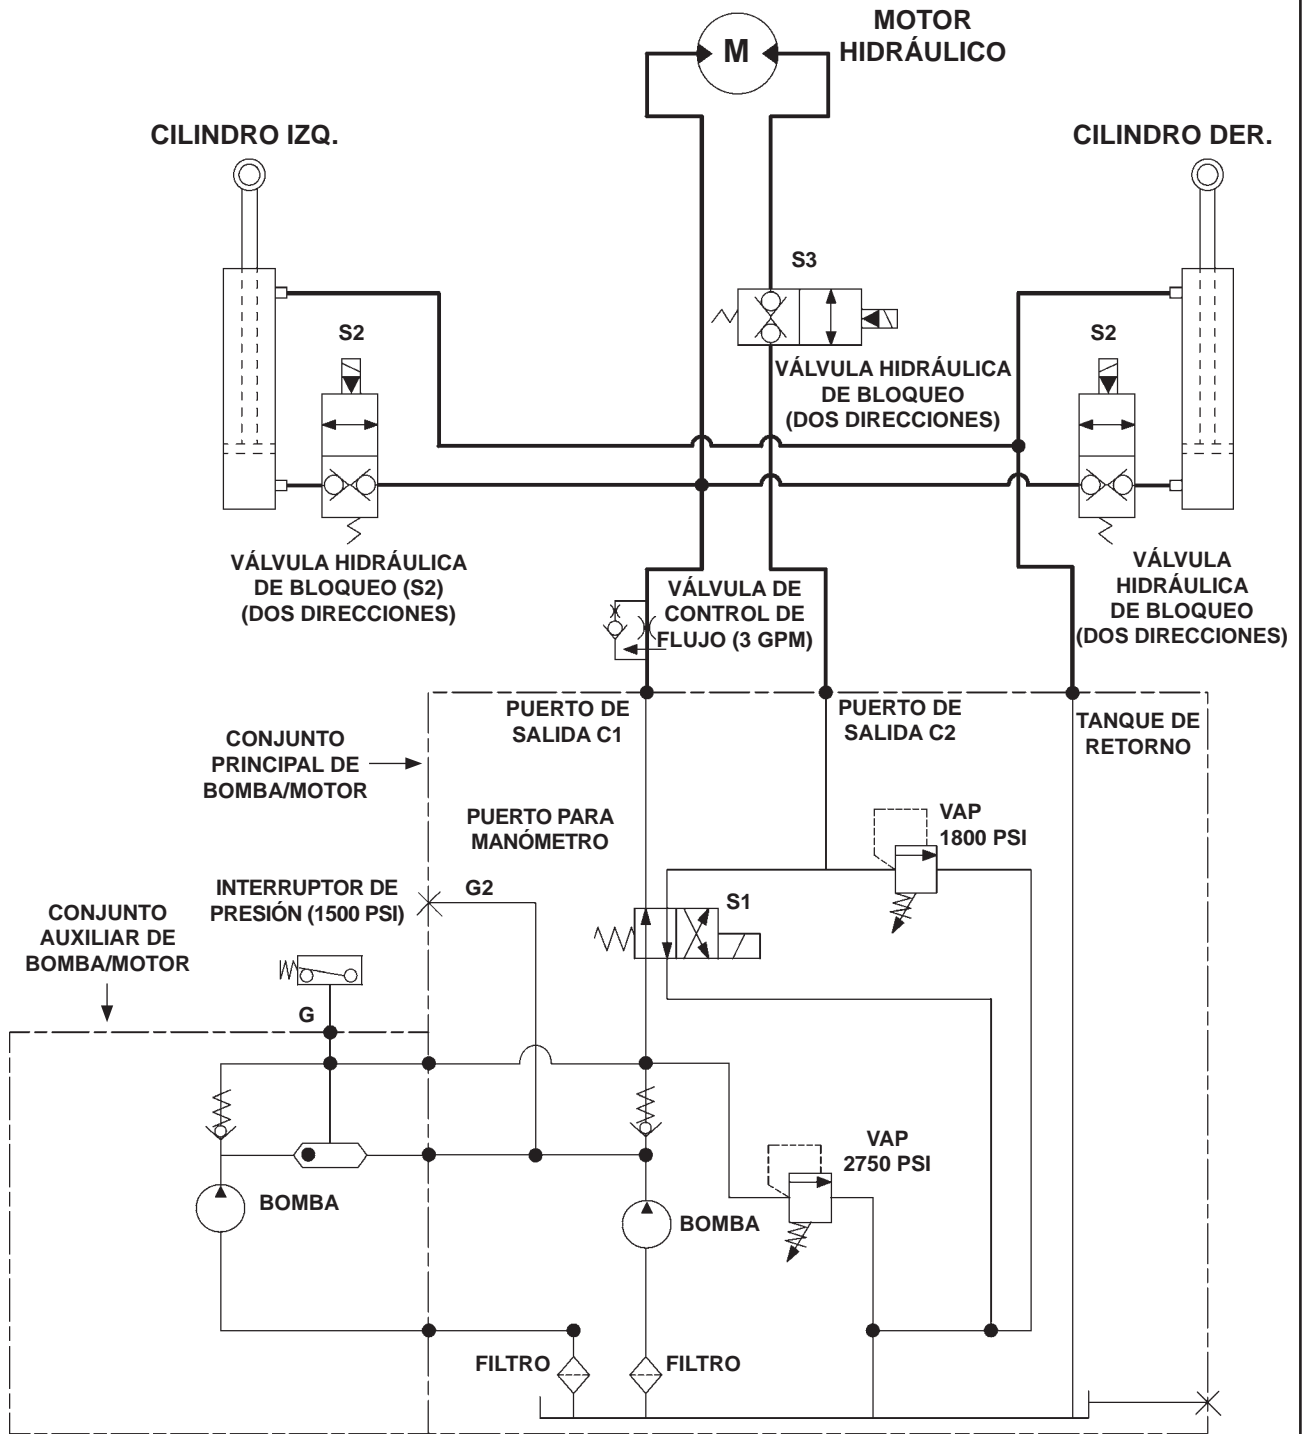 MOTOR
HIDRÁULICO
M
CILINDRO IZQ.
CILINDRO DER.
S3
S2
S2
VÁLVULA HIDRÁULICA
DE BLOQUEO
(DOS DIRECCIONES)
VÁLVULA HIDRÁULICA
DE BLOQUEO (S2)
(DOS DIRECCIONES)
VÁLVULA DE
CONTROL DE
FLUJO (3 GPM)
VÁLVULA
HIDRÁULICA
DE BLOQUEO
(DOS DIRECCIONES)
PUERTO DE
SALIDA C1
PUERTO DE
SALIDA C2
TANQUE DE
RETORNO
CONJUNTO
PRINCIPAL DE
BOMBA/MOTOR
PUERTO PARA
MANÓMETRO
VAP
1800 PSI
INTERRUPTOR DE
PRESIÓN (1500 PSI)
G2
S1
CONJUNTO
AUXILIAR DE
BOMBA/MOTOR
G
VAP
2750 PSI
BOMBA
BOMBA
FILTRO
FILTRO